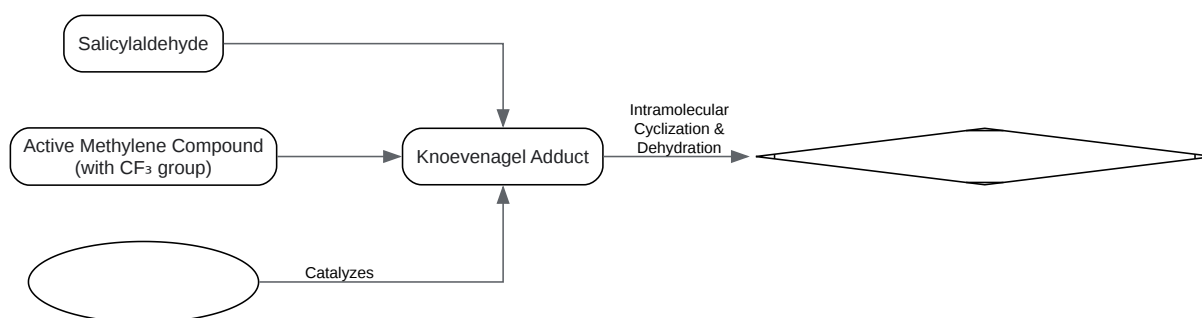 Salicylaldehyde
Active Methylene Compound
(with CF₃ group)
Knoevenagel Adduct
Intramolecular
Cyclization &
Dehydration
Catalyzes